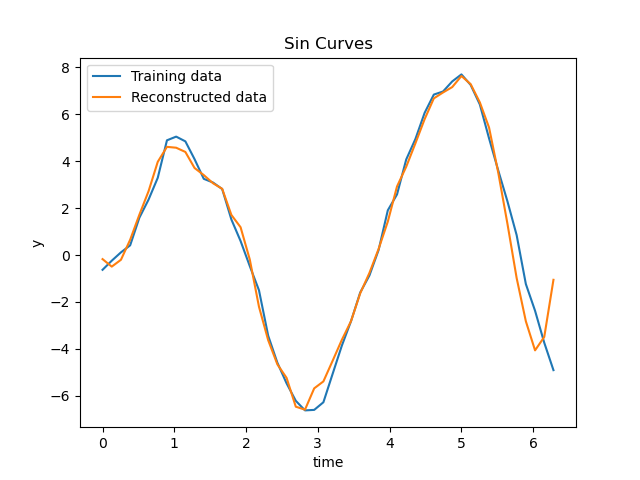 Sin Curves
Training data
Reconstructed data
8
6
4
2
0
−2
−4
−6
y
0 1 2 3 4 5 6
time